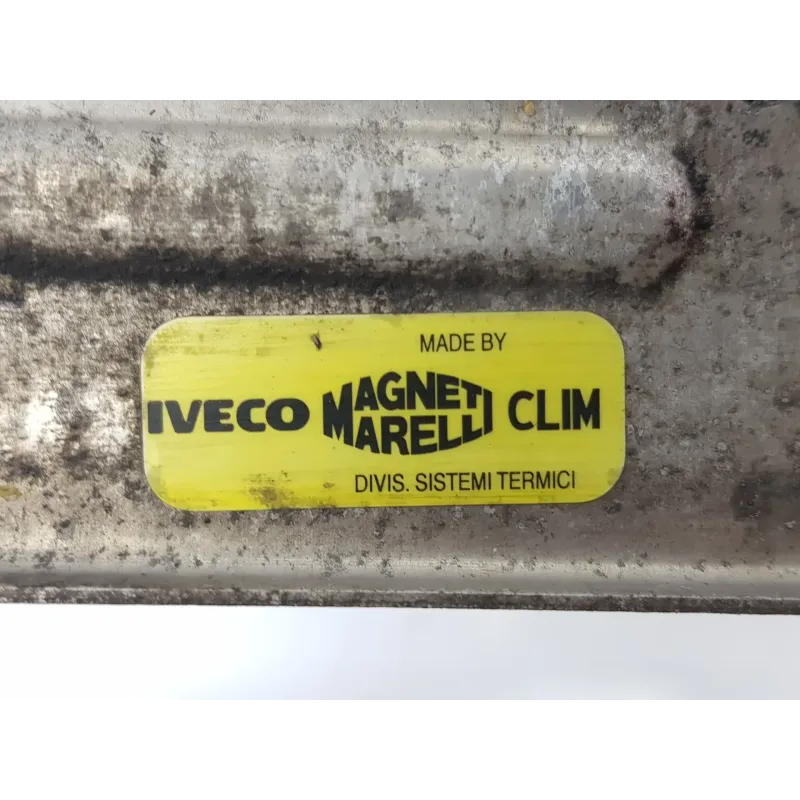 MADE BY
IVECO MAGNETI MARELLI CLIM
DIVIS. SISTEMI TERMICI